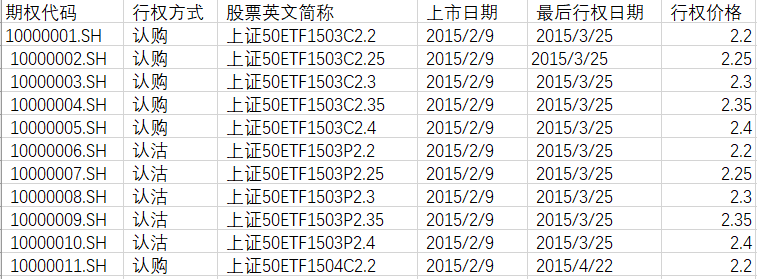 期权代码 行权方式 股票英文简称 上市日期 最后行权日期 行权价格
10000001.SH 认购 上证50ETF1503C2.2 2015/2/9 2015/3/25 2.2
10000002.SH 认购 上证50ETF1503C2.25 2015/2/9 2015/3/25 2.25
10000003.SH 认购 上证50ETF1503C2.3 2015/2/9 2015/3/25 2.3
10000004.SH 认购 上证50ETF1503C2.35 2015/2/9 2015/3/25 2.35
10000005.SH 认购 上证50ETF1503C2.4 2015/2/9 2015/3/25 2.4
10000006.SH 认沽 上证50ETF1503P2.2 2015/2/9 2015/3/25 2.2
10000007.SH 认沽 上证50ETF1503P2.25 2015/2/9 2015/3/25 2.25
10000008.SH 认沽 上证50ETF1503P2.3 2015/2/9 2015/3/25 2.3
10000009.SH 认沽 上证50ETF1503P2.35 2015/2/9 2015/3/25 2.35
10000010.SH 认沽 上证50ETF1503P2.4 2015/2/9 2015/3/25 2.4
10000011.SH 认购 上证50ETF1504C2.2 2015/2/9 2015/4/22 2.2